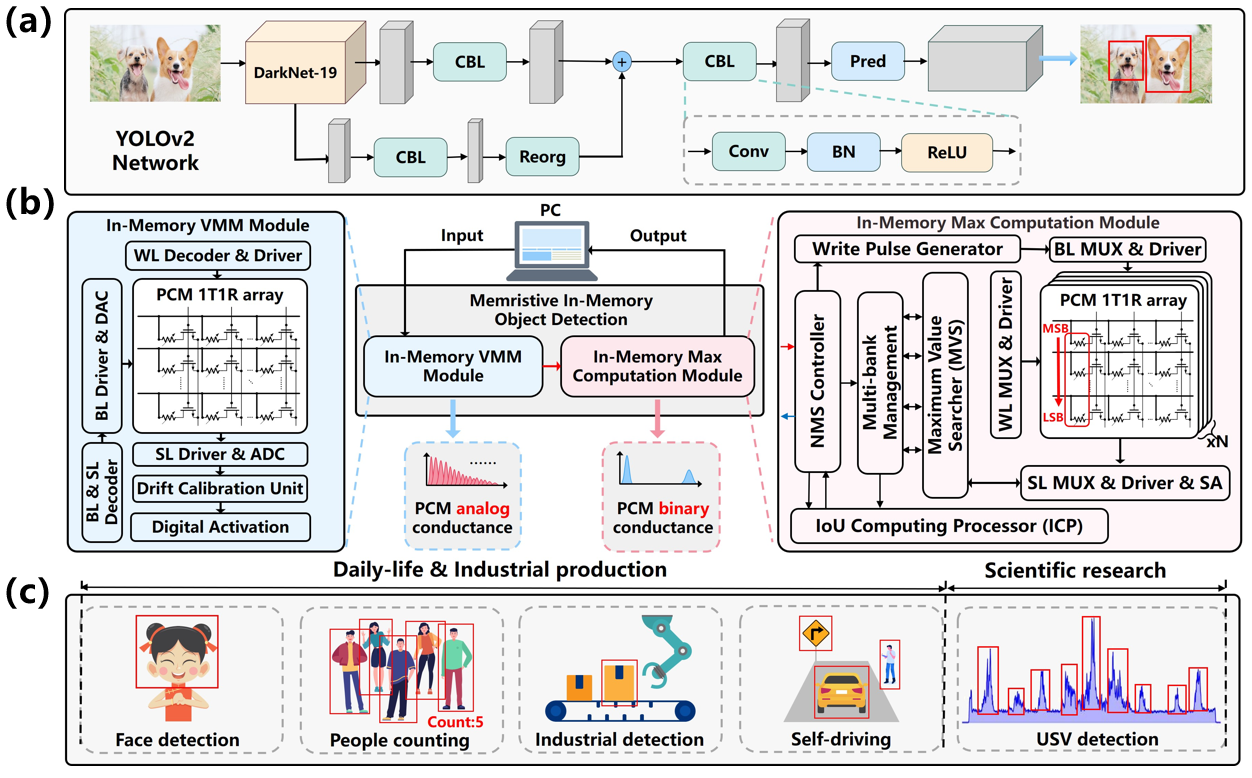 (a)
DarkNet-19
CBL
+
CBL
Pred
YOLOv2
Network
CBL
Reorg
Conv
BN
ReLU
(b)
In-Memory VMM Module
WL Decoder & Driver
BL Driver & DAC
PCM 1T1R array
BL & SL
Decoder
SL Driver & ADC
Drift Calibration Unit
Digital Activation
PC
Input
Output
Memristive In-Memory
Object Detection
In-Memory VMM
Module
In-Memory Max
Computation Module
......
PCM analog
conductance
PCM binary
conductance
In-Memory Max Computation Module
Write Pulse Generator
BL MUX & Driver
NMS Controller
Multi-bank
Management
Maximum Value
Searcher (MVS)
WL MUX & Driver
PCM 1T1R array
MSB
LSB
xN
SL MUX & Driver & SA
IoU Computing Processor (ICP)
(c)
Daily-life & Industrial production
Scientific research
Face detection
Count:5
People counting
Industrial detection
Self-driving
USV detection